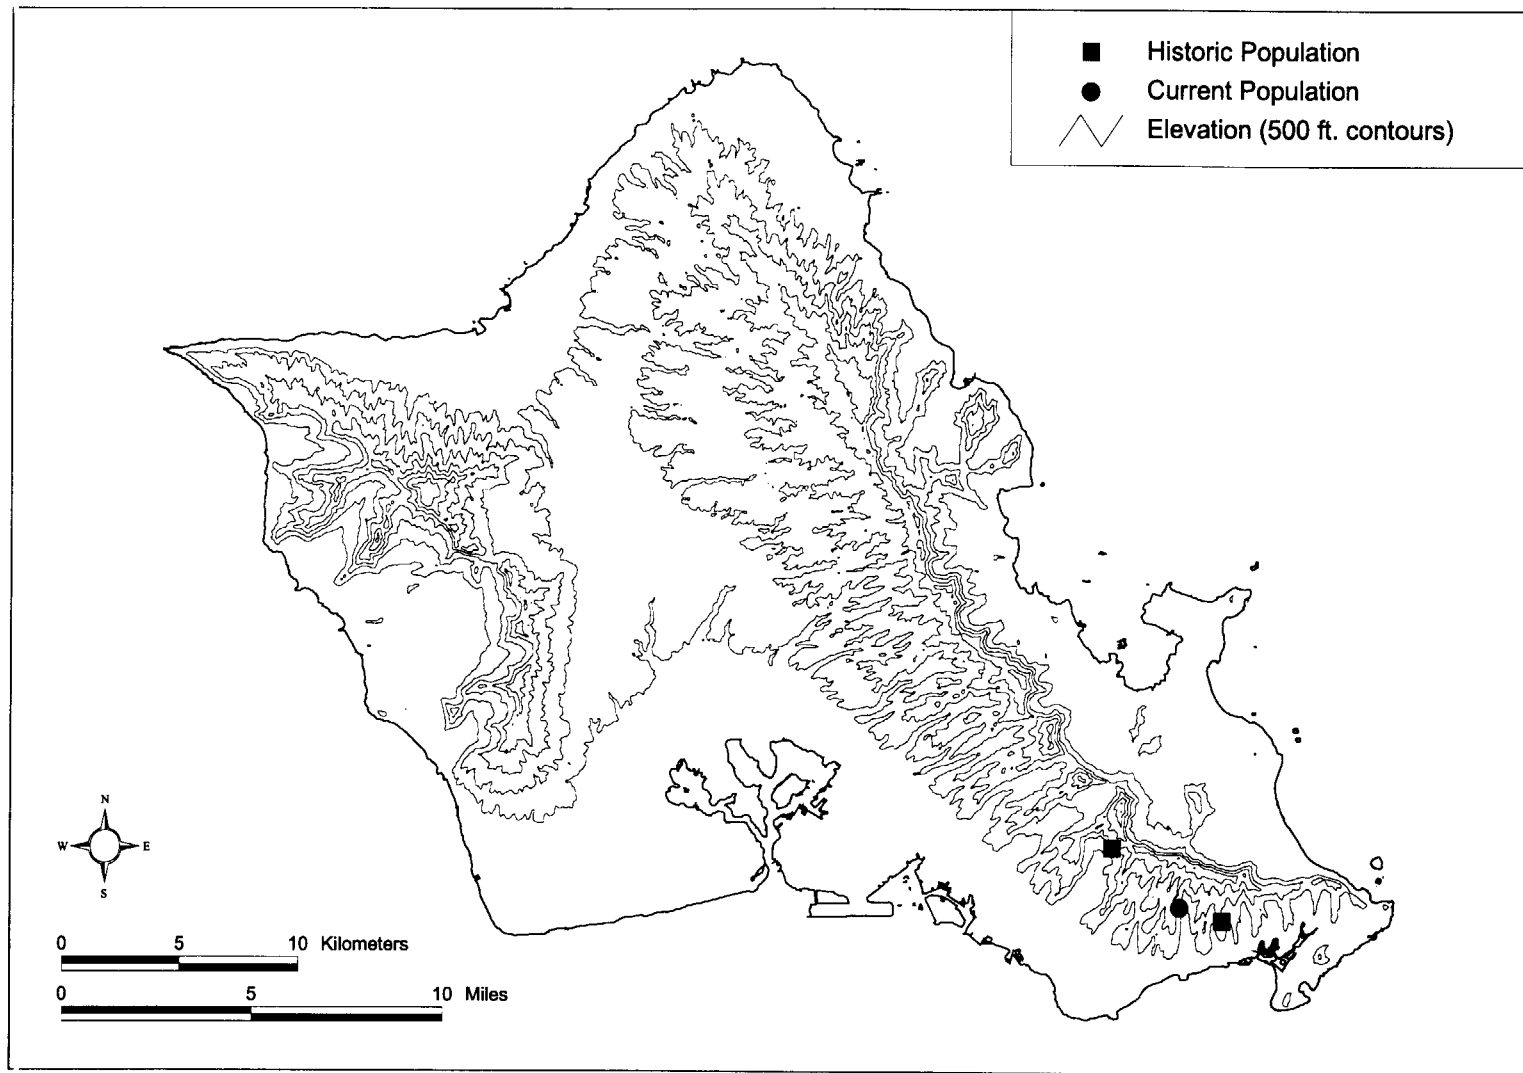 Historic Population
Current Population
Elevation (500 ft. contours)
N
W E
S
0 5 10 Kilometers
0 5 10 Miles